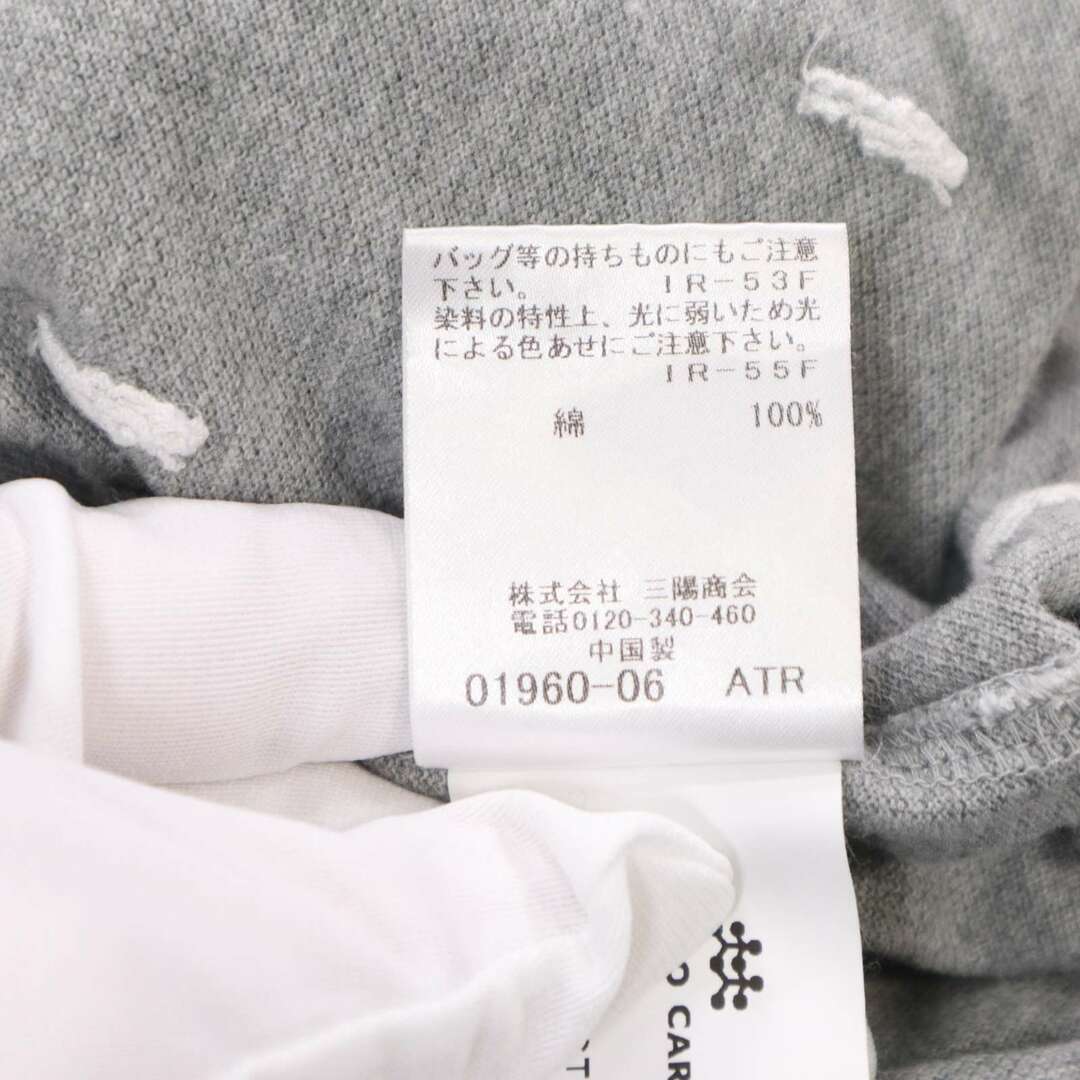 バッグ等の持ちものにもご注意
下さい。 IR-53F
染料の特性上、光に弱いため光
による色あせにご注意下さい。
IR-55F
綿 100%
株式会社 三陽商会
電話0120-340-460
中国製
01960-06 ATR
CAR